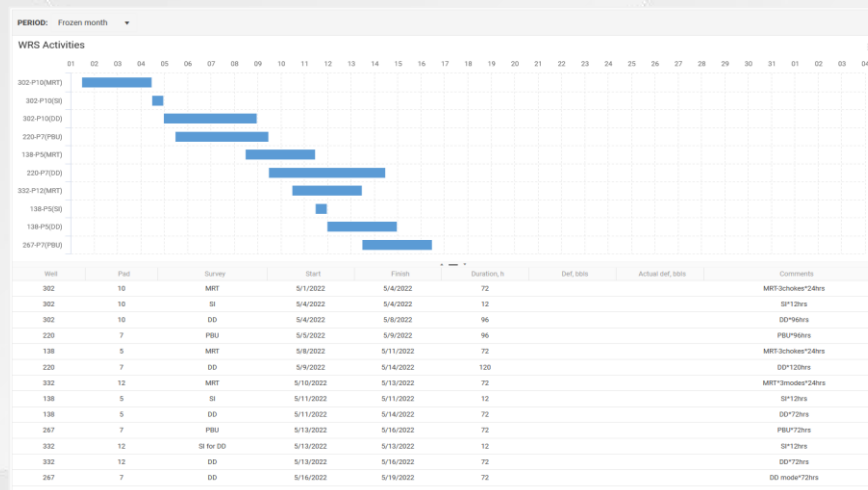 PERIOD: Frozen month
WRS Activities
01 02 03 04 05 06 07 08 09 10 11 12 13 14 15 16 17 18 19 20 21 22 23 24 25 26 27 28 29 30 31 01 02 03 04
302-P10(MRT)
302-P10(SI)
302-P10(DD)
220-P7(PBU)
138-P5(MRT)
220-P7(DD)
332-P12(MRT)
138-P5(SI)
138-P5(DD)
267-P7(PBU)
Well Pad Survey Start Finish Duration, h Def, bbls Actual def, bbls Comments
302 10 MRT 5/1/2022 5/4/2022 72 MRT-3chokes*24hrs
302 10 SI 5/4/2022 5/4/2022 12 SI*12hrs
302 10 DD 5/4/2022 5/8/2022 96 DD*96hrs
220 7 PBU 5/5/2022 5/9/2022 96 PBU*96hrs
138 5 MRT 5/8/2022 5/11/2022 72 MRT-3chokes*24hrs
220 7 DD 5/9/2022 5/14/2022 120 DD*120hrs
332 12 MRT 5/10/2022 5/13/2022 72 MRT*3modes*24hrs
138 5 SI 5/11/2022 5/11/2022 12 SI*12hrs
138 5 DD 5/11/2022 5/14/2022 72 DD*72hrs
267 7 PBU 5/13/2022 5/16/2022 72 PBU*72hrs
332 12 SI for DD 5/13/2022 5/13/2022 12 SI*12hrs
332 12 DD 5/13/2022 5/16/2022 72 DD*72hrs
267 7 DD 5/16/2022 5/19/2022 72 DD mode*72hrs